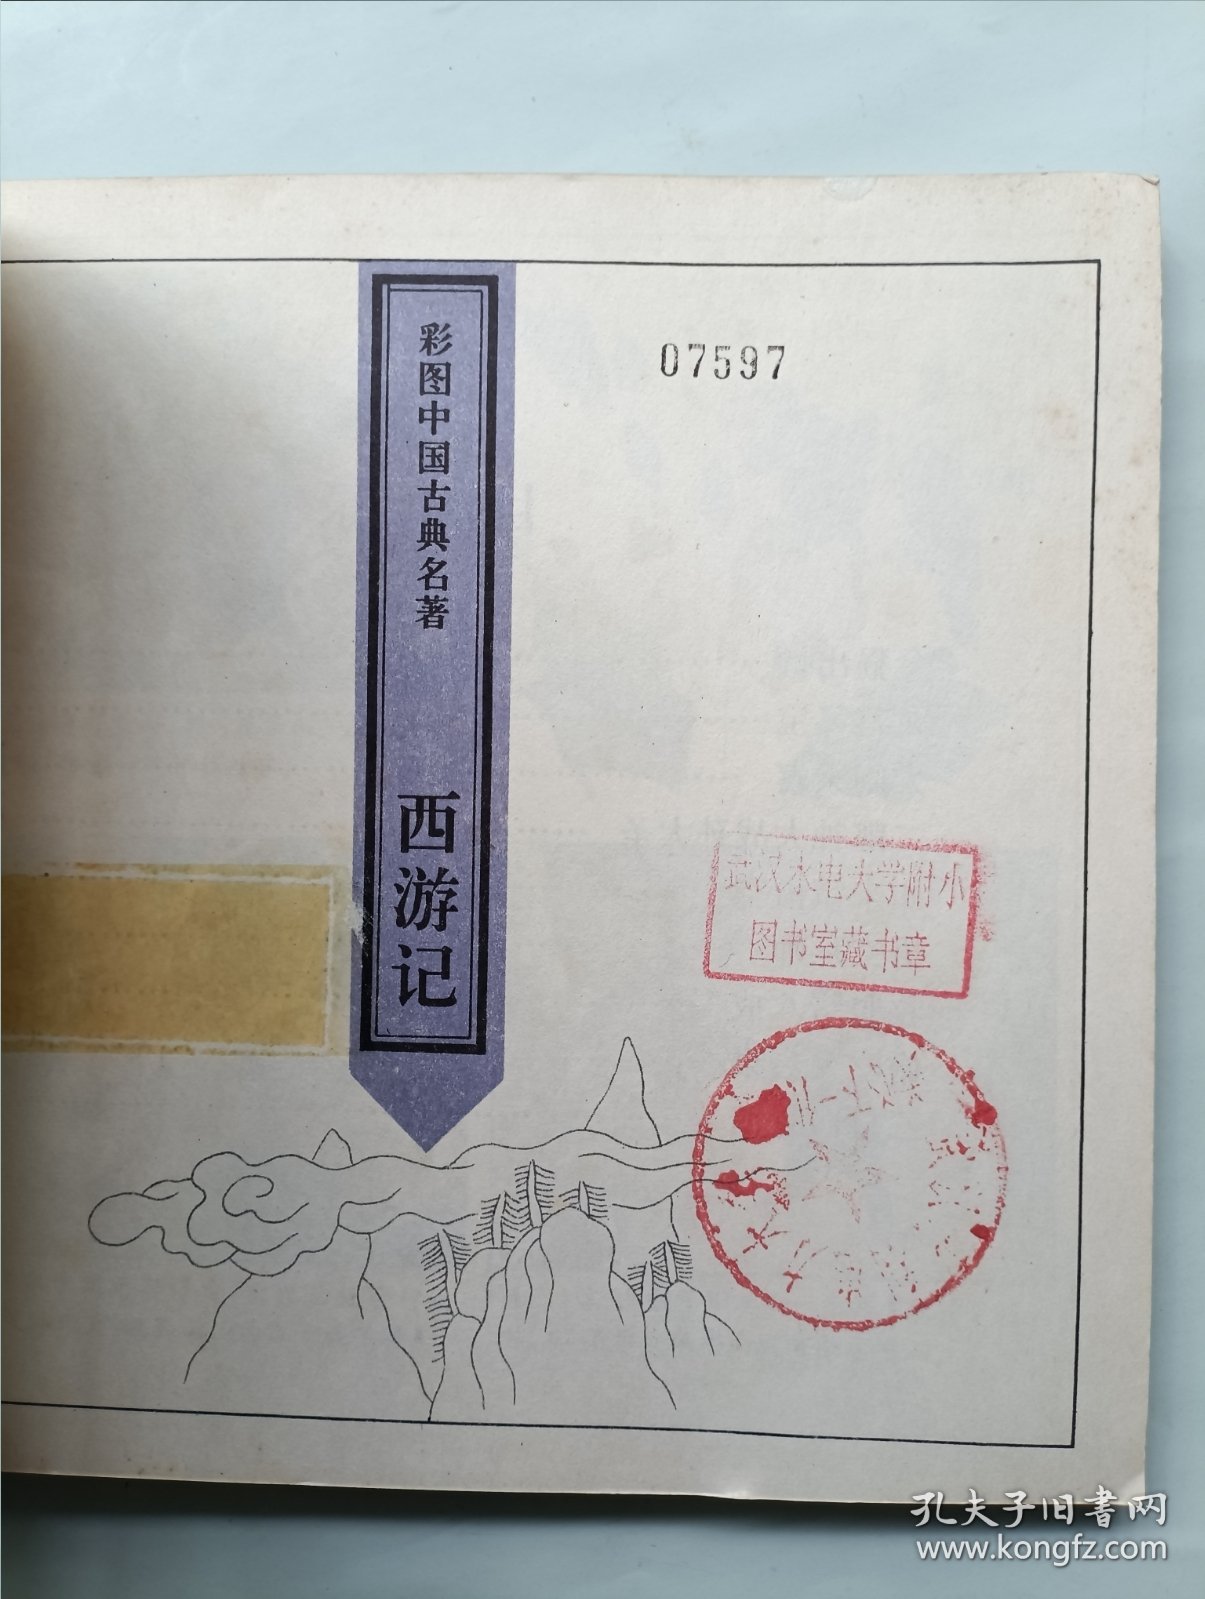 彩图中国古典名著
西游记
07597
武汉水电大学附小
图书室藏书章
孔夫子旧书网
www.kongfz.com